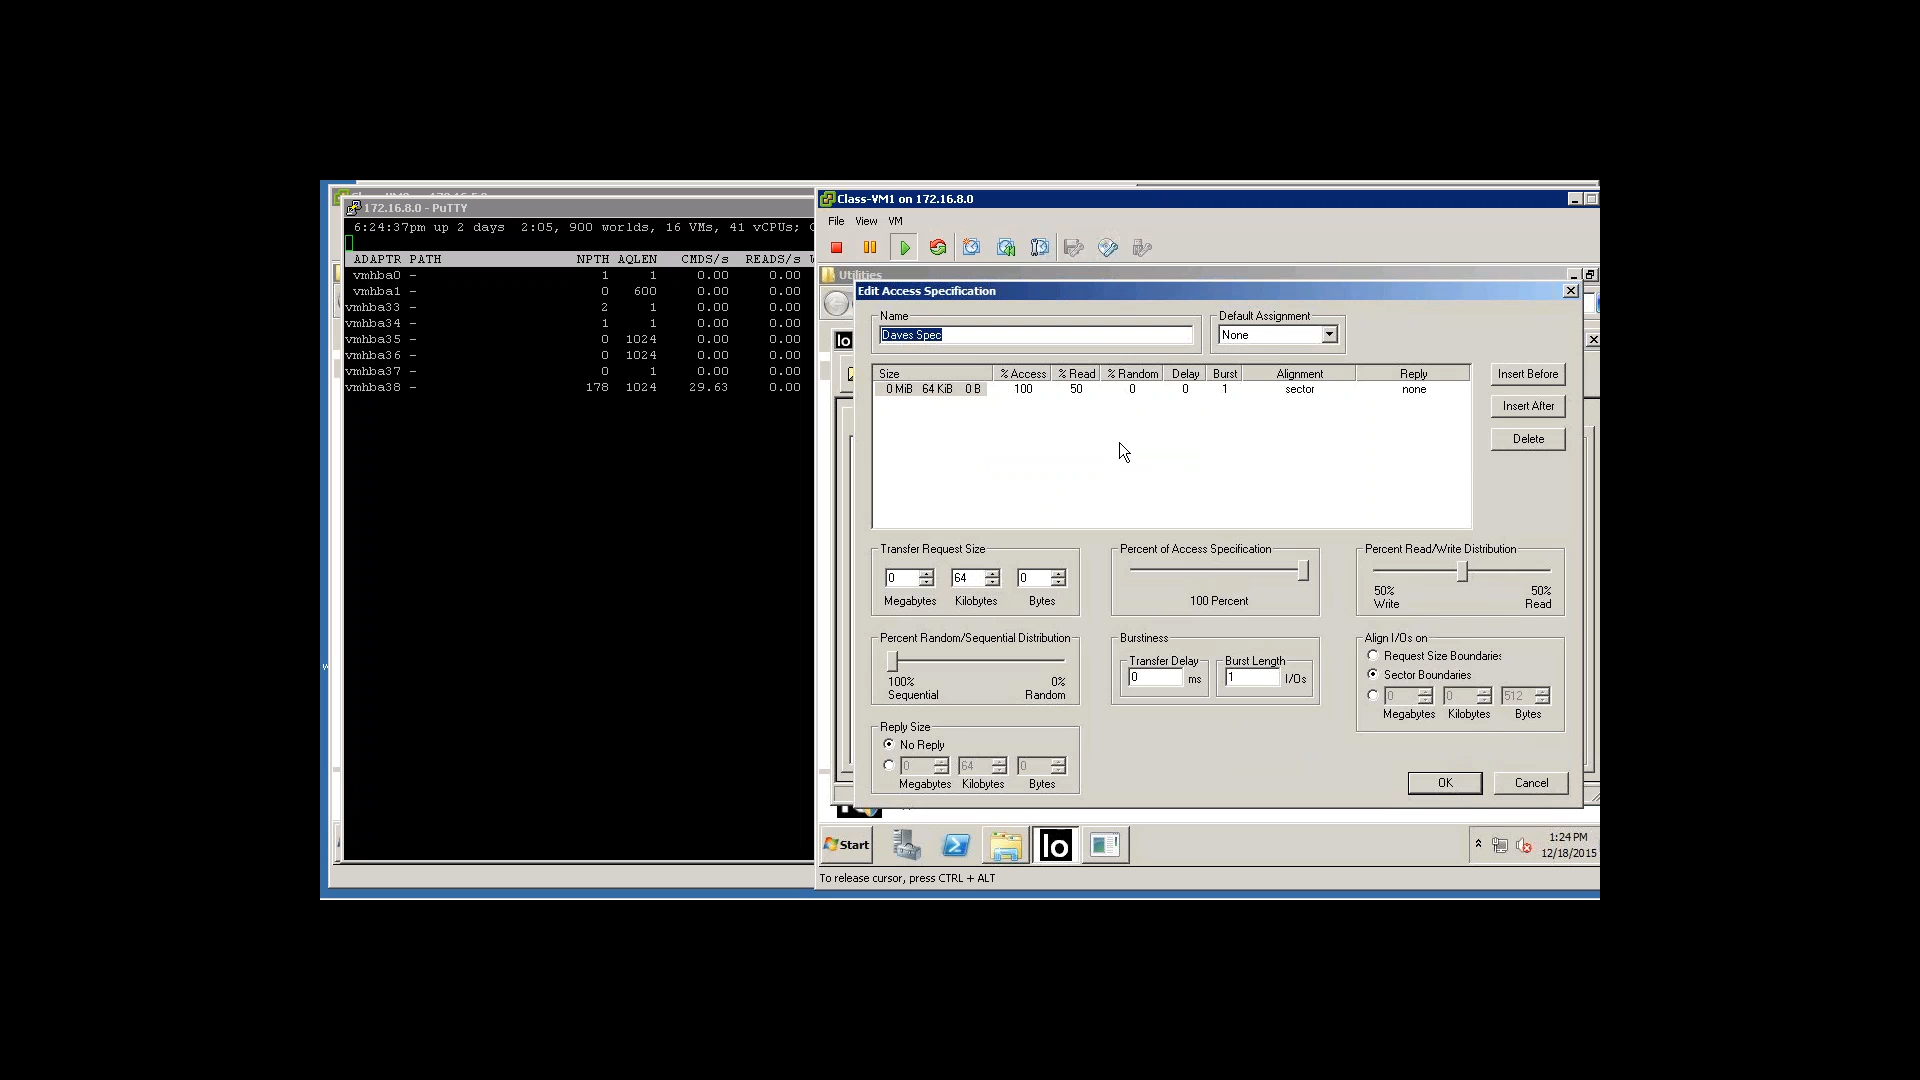 172.16.8.0 - PuTTY
6:24:37pm up 2 days  2:05, 900 worlds, 16 VMs, 41 vCPUs;
ADAPTR PATH NPTH AQLEN CMDS/s READS/s
vmhba0 - 1 1 0.00 0.00
vmhba1 - 0 600 0.00 0.00
vmhba33 - 2 1 0.00 0.00
vmhba34 - 1 1 0.00 0.00
vmhba35 - 0 1024 0.00 0.00
vmhba36 - 0 1024 0.00 0.00
vmhba37 - 0 1 0.00 0.00
vmhba38 - 178 1024 29.63 0.00
Class-VM1 on 172.16.8.0
File View VM
Utilities
Edit Access Specification
Name
Default Assignment
Daves Spec
None
Size % Access % Read % Random Delay Burst Alignment Reply
0 MiB 64 KiB 0 B 100 50 0 0 1 sector none
Insert Before
Insert After
Delete
Transfer Request Size
0 64 0
Megabytes Kilobytes Bytes
Percent of Access Specification
100 Percent
Percent Read/Write Distribution
50% 50%
Write Read
Percent Random/Sequential Distribution
100% 0%
Sequential Random
Burstiness
Transfer Delay Burst Length
0 ms 1 I/Os
Align I/Os on
Request Size Boundaries
Sector Boundaries
0 0 512
Megabytes Kilobytes Bytes
Reply Size
No Reply
0 64 0
Megabytes Kilobytes Bytes
OK Cancel
Io
Start
Io
1:24 PM
12/18/2015
To release cursor, press CTRL + ALT